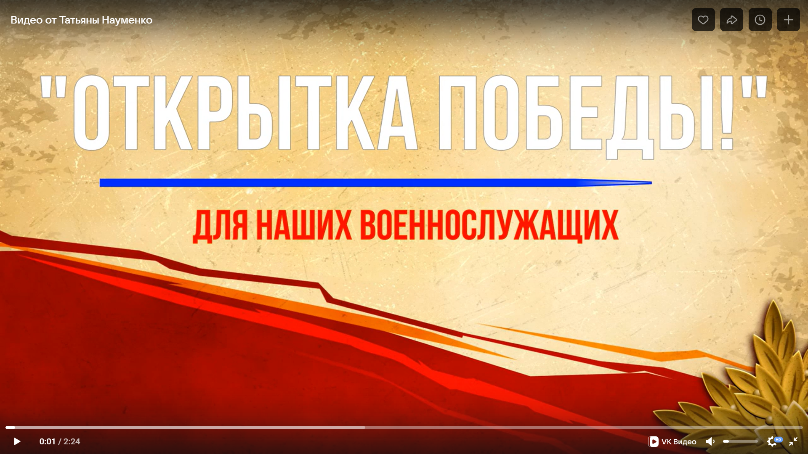 Видео от Татьяны Науменко
"ОТКРЫТКА ПОБЕДЫ!"
ДЛЯ НАШИХ ВОЕННОСЛУЖАЩИХ
0:01 / 2:24
VK Видео